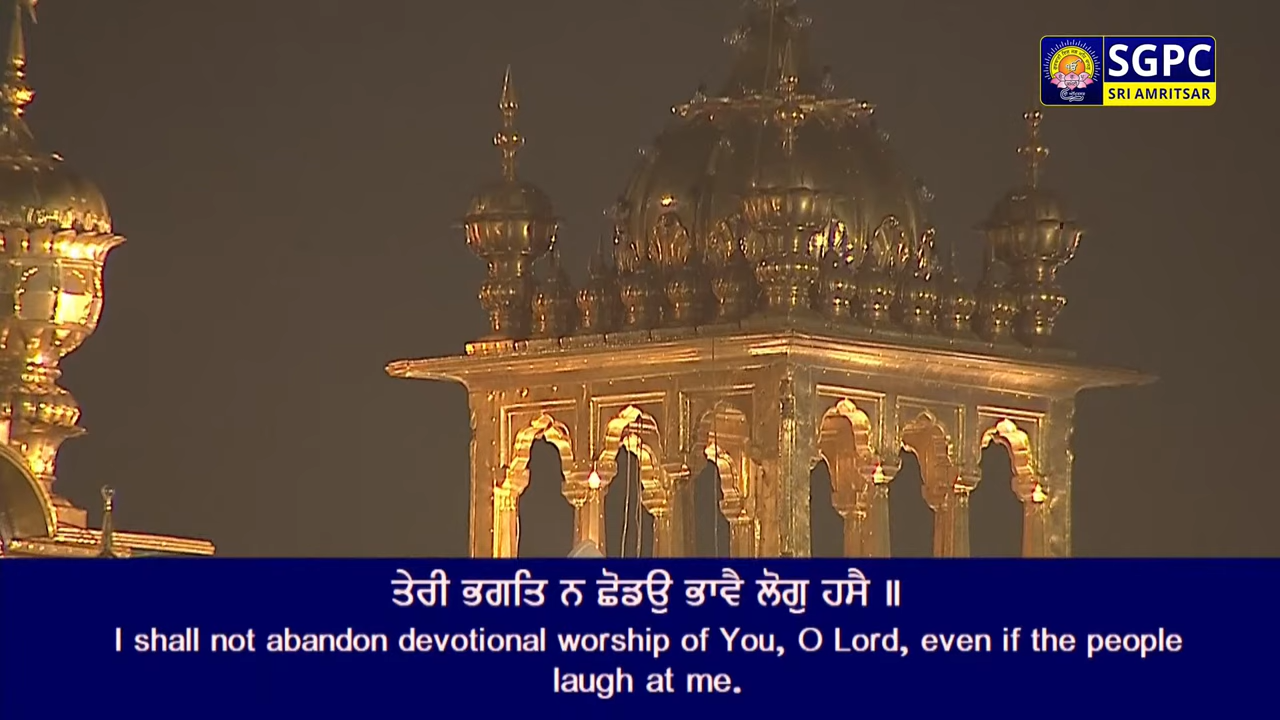 SGPC
SRI AMRITSAR
ਤੇਰੀ ਭਗਤਿ ਨ ਛੋਡਉ ਭਾਵੈ ਲੋਗੁ ਹਸੈ ॥
I shall not abandon devotional worship of You, O Lord, even if the people
laugh at me.